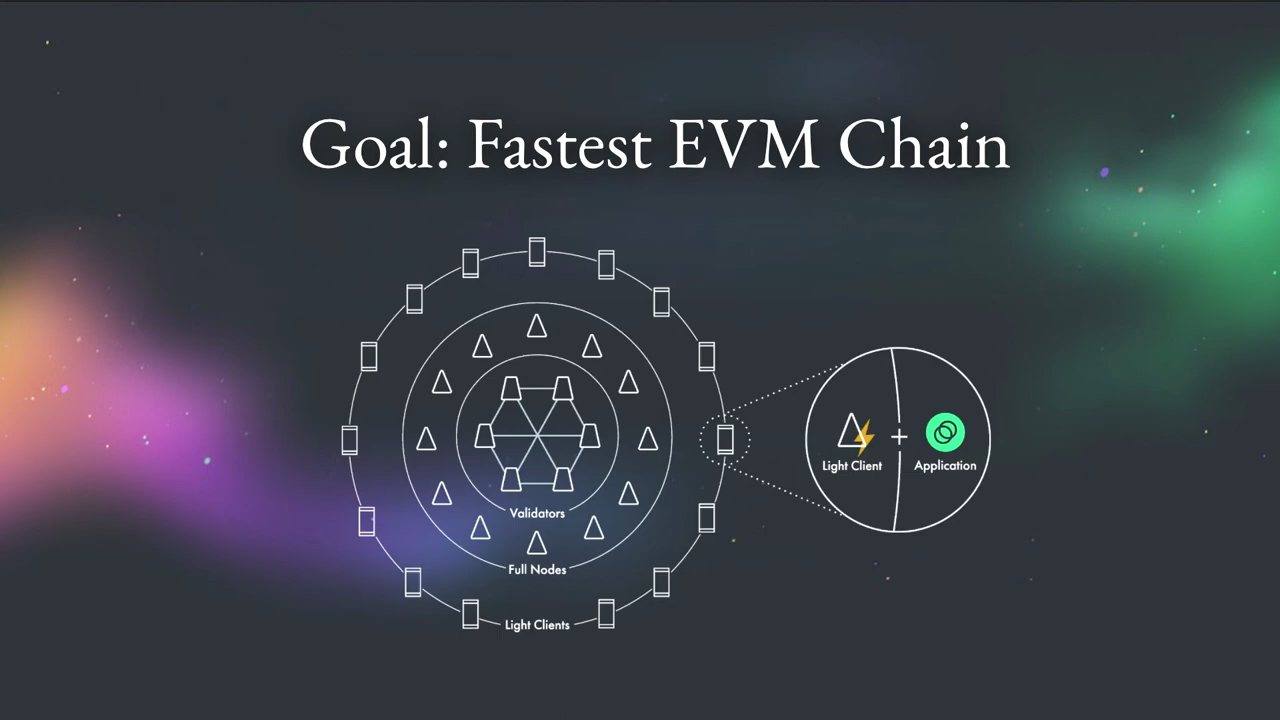 Goal: Fastest EVM Chain
Validators
Full Nodes
Light Clients
Light Client
+
Application